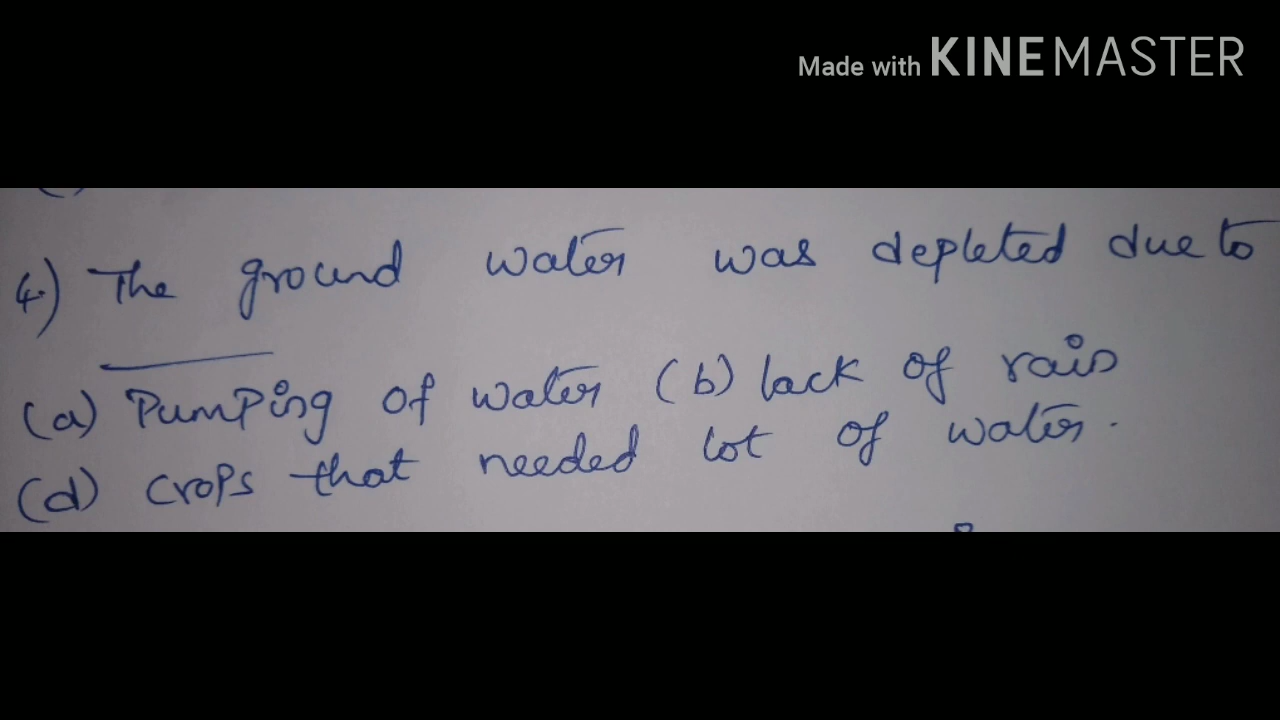 Made with KINEMASTER
4.) The ground water was depleted due to
(a) Pumping of water (b) lack of rain
(d) crops that needed lot of water.